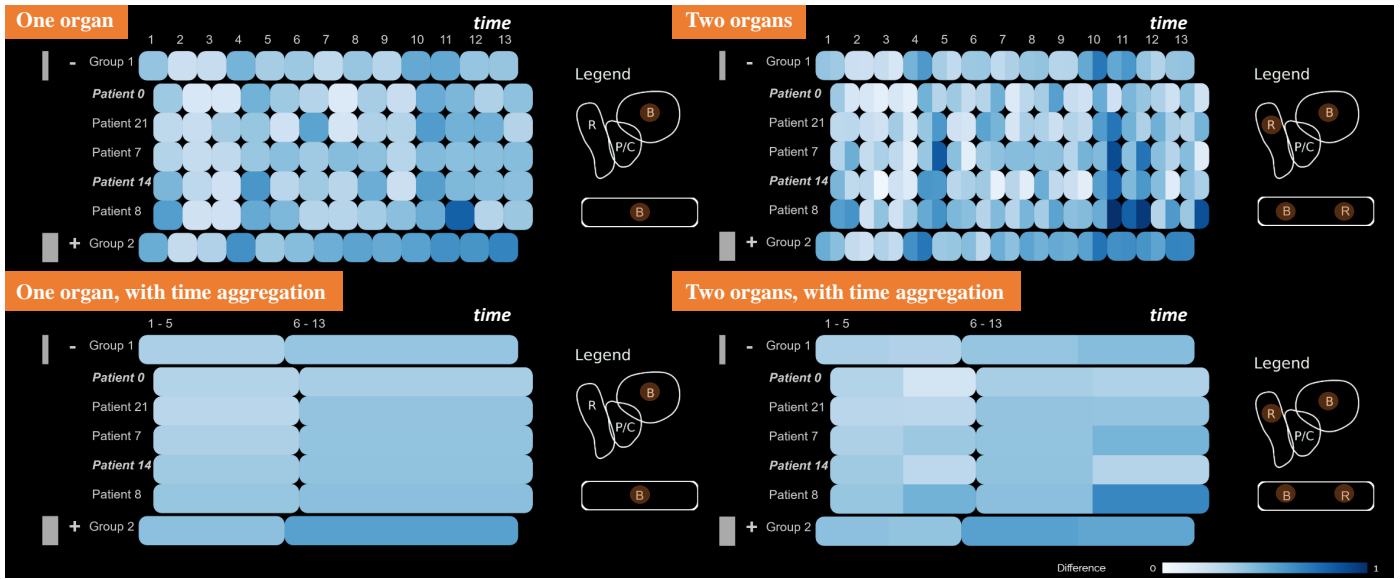 One organ
time
1 2 3 4 5 6 7 8 9 10 11 12 13
- Group 1
Patient 0
Patient 21
Patient 7
Patient 14
Patient 8
+ Group 2
Legend
R
B
P/C
B
Two organs
time
1 2 3 4 5 6 7 8 9 10 11 12 13
- Group 1
Patient 0
Patient 21
Patient 7
Patient 14
Patient 8
+ Group 2
Legend
R
B
P/C
B R
One organ, with time aggregation
time
1 - 5 6 - 13
- Group 1
Patient 0
Patient 21
Patient 7
Patient 14
Patient 8
+ Group 2
Legend
R
B
P/C
B
Two organs, with time aggregation
time
1 - 5 6 - 13
- Group 1
Patient 0
Patient 21
Patient 7
Patient 14
Patient 8
+ Group 2
Legend
R
B
P/C
B R
Difference 0 1